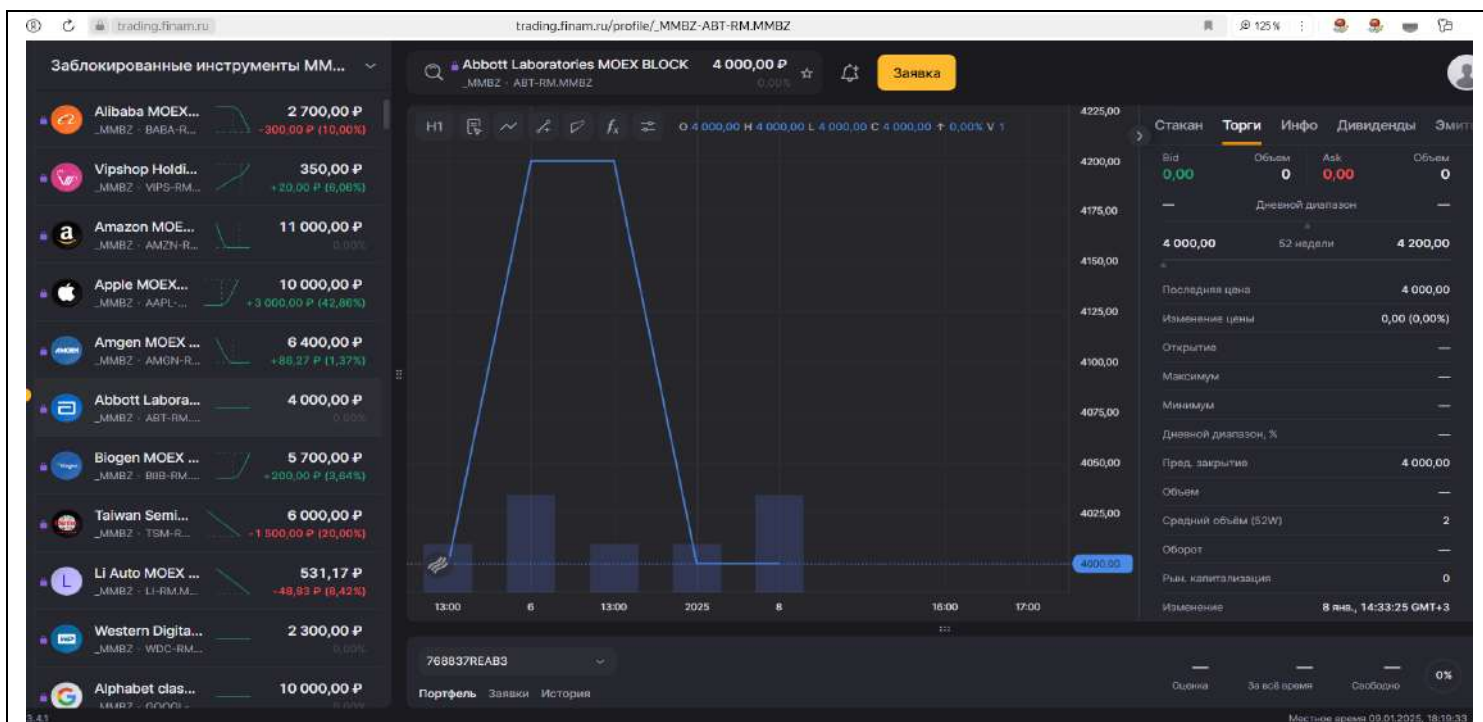 trading.finam.ru
trading.finam.ru/profile/_MMBZ-ABT-RM.MMBZ
125 %
Заблокированные инструменты MM...
Alibaba MOEX...
2 700,00 ₽
_MMBZ · BABA-R...
-300,00 ₽ (10,00%)
Vipshop Holdi...
350,00 ₽
_MMBZ · VIPS-RM...
+20,00 ₽ (6,06%)
Amazon MOE...
11 000,00 ₽
_MMBZ · AMZN-R...
0,00%
Apple MOEX...
10 000,00 ₽
_MMBZ · AAPL-...
+3 000,00 ₽ (42,86%)
AMGEN
Amgen MOEX ...
6 400,00 ₽
_MMBZ · AMGN-R...
+86,27 ₽ (1,37%)
Abbott Labora...
4 000,00 ₽
_MMBZ · ABT-RM....
0,00%
Biogen MOEX ...
5 700,00 ₽
_MMBZ · BIIB-RM....
+200,00 ₽ (3,64%)
Taiwan Semi...
6 000,00 ₽
_MMBZ · TSM-R...
-1 500,00 ₽ (20,00%)
L
Li Auto MOEX ...
531,17 ₽
_MMBZ · LI-RM.M...
-48,83 ₽ (8,42%)
Western Digita...
2 300,00 ₽
_MMBZ · WDC-RM...
0,00%
Alphabet clas...
10 000,00 ₽
_MMBZ · GOOGL-...
0,00%
3.4.1
Abbott Laboratories MOEX BLOCK
4 000,00 ₽
_MMBZ · ABT-RM.MMBZ
0,00%
Заявка
H1
fx
O 4 000,00 H 4 000,00 L 4 000,00 C 4 000,00 ↑ 0,00% V 1
4225,00
4200,00
4175,00
4150,00
4125,00
4100,00
4075,00
4050,00
4025,00
4000,00
13:00 6 13:00 2025 8 16:00 17:00
Стакан Торги Инфо Дивиденды Эмит
Bid Объем Ask Объем
0,00 0 0,00 0
— Дневной диапазон —
4 000,00 52 недели 4 200,00
Последняя цена 4 000,00
Изменение цены 0,00 (0,00%)
Открытие —
Максимум —
Минимум —
Дневной диапазон, % —
Пред. закрытие 4 000,00
Объем —
Средний объём (52W) 2
Оборот —
Рын. капитализация 0
Изменение 8 янв., 14:33:25 GMT+3
768837REAB3
Портфель Заявки История
— — —
Оценка За всё время Свободно
0%
Местное время 09.01.2025, 18:19:33